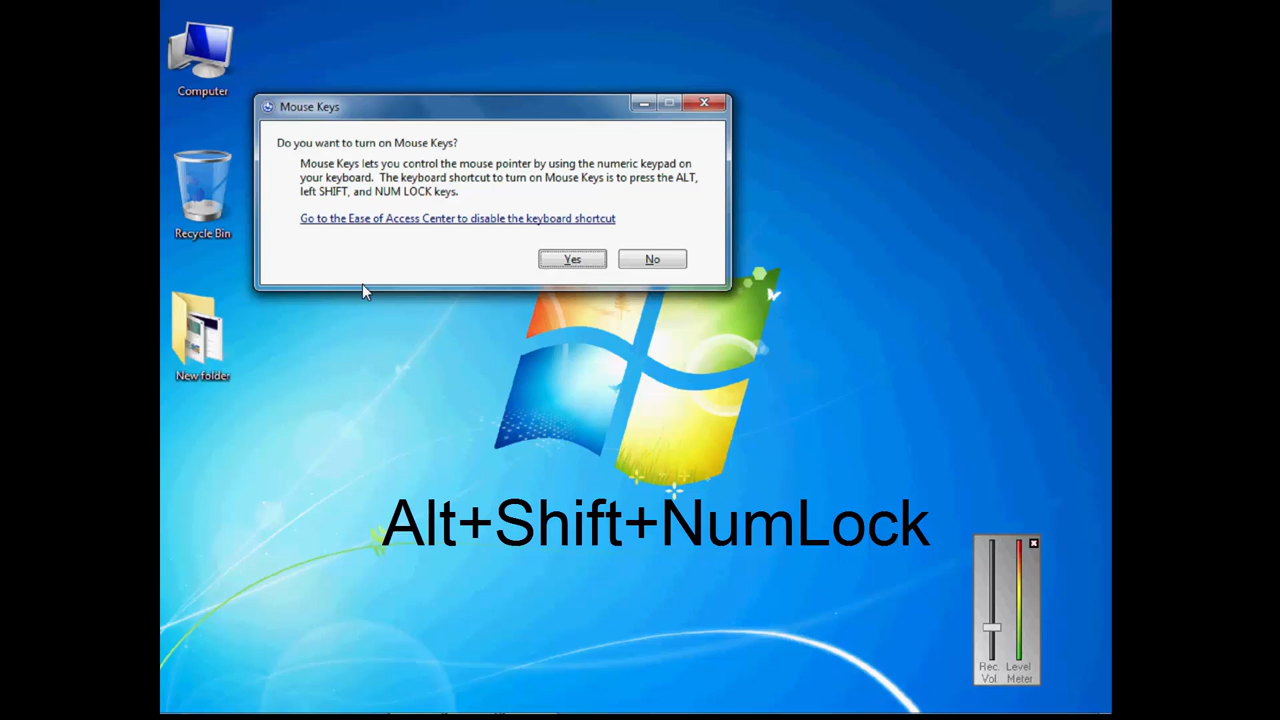 Computer
Recycle Bin
New folder
Mouse Keys
Do you want to turn on Mouse Keys?
Mouse Keys lets you control the mouse pointer by using the numeric keypad on
your keyboard.  The keyboard shortcut to turn on Mouse Keys is to press the ALT,
left SHIFT, and NUM LOCK keys.
Go to the Ease of Access Center to disable the keyboard shortcut
Yes No
Alt+Shift+NumLock
Rec. Level
Vol Meter